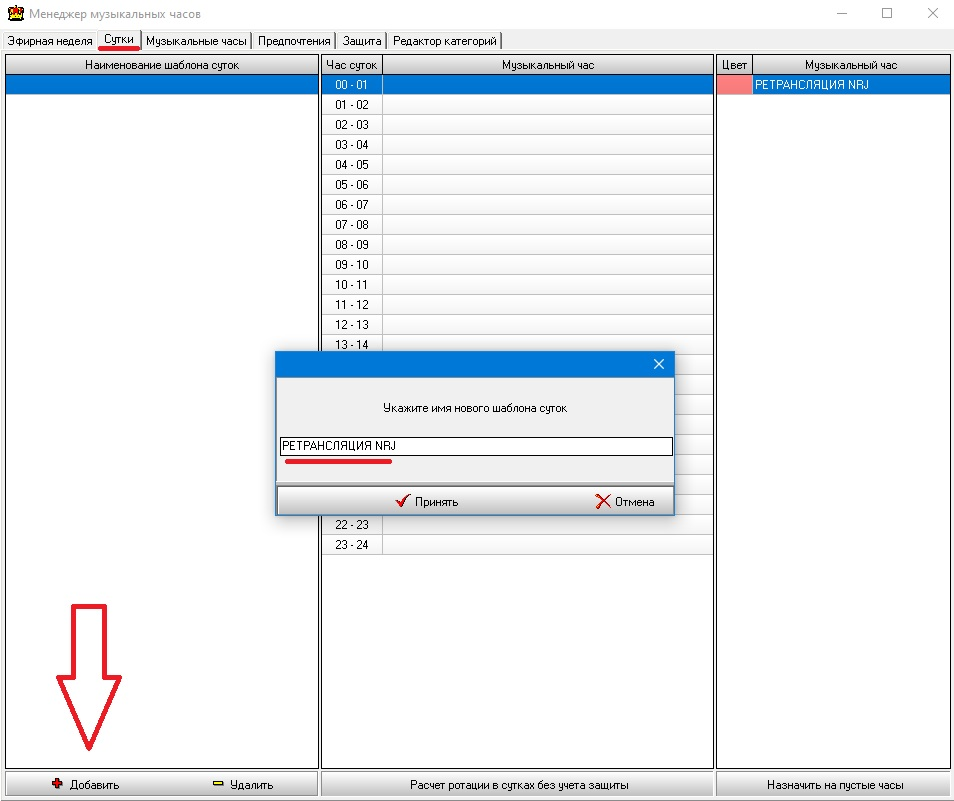 Менеджер музыкальных часов
Эфирная неделя Сутки Музыкальные часы Предпочтения Защита Редактор категорий
Наименование шаблона суток Час суток Музыкальный час Цвет Музыкальный час
00 - 01 РЕТРАНСЛЯЦИЯ NRJ
01 - 02
02 - 03
03 - 04
04 - 05
05 - 06
06 - 07
07 - 08
08 - 09
09 - 10
10 - 11
11 - 12
12 - 13
13 - 14
Укажите имя нового шаблона суток
РЕТРАНСЛЯЦИЯ NRJ
Принять Отмена
22 - 23
23 - 24
Добавить Удалить Расчет ротации в сутках без учета защиты Назначить на пустые часы